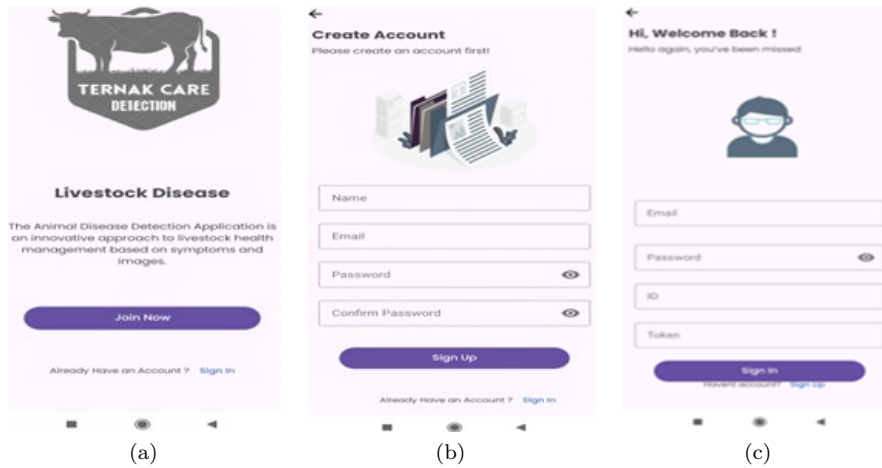 TERNAK CARE
DETECTION
Livestock Disease
The Animal Disease Detection Application is
an innovative approach to livestock health
management based on symptoms and
images.
Join Now
Already Have an Account ? Sign In
(a)
Create Account
Please create an account first!
Name
Email
Password
Confirm Password
Sign Up
Already Have an Account ? Sign In
(b)
Hi, Welcome Back !
Hello again, you've been missed
Email
Password
ID
Token
Sign In
Havent account? Sign Up
(c)